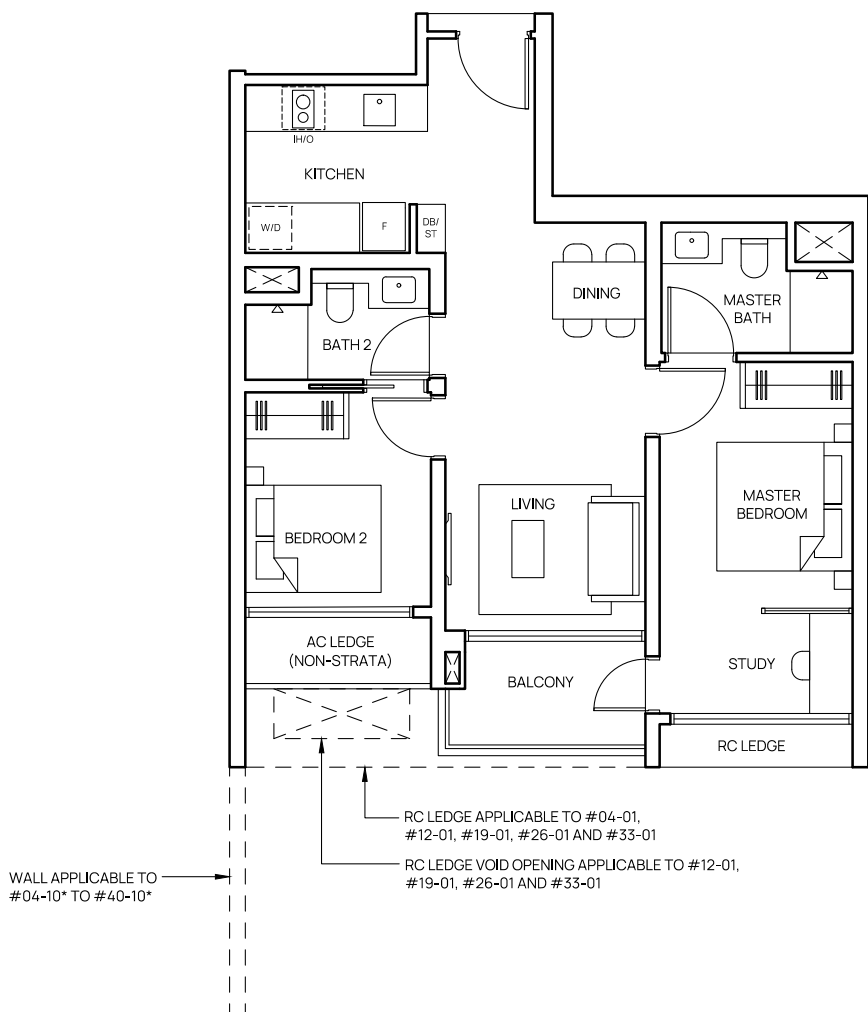 IH/O
KITCHEN
W/D
F
DB/
ST
DINING
MASTER
BATH
BATH 2
LIVING
MASTER
BEDROOM
BEDROOM 2
AC LEDGE
(NON-STRATA)
BALCONY
STUDY
RC LEDGE
RC LEDGE APPLICABLE TO #04-01,
#12-01, #19-01, #26-01 AND #33-01
RC LEDGE VOID OPENING APPLICABLE TO #12-01,
#19-01, #26-01 AND #33-01
WALL APPLICABLE TO
#04-10* TO #40-10*